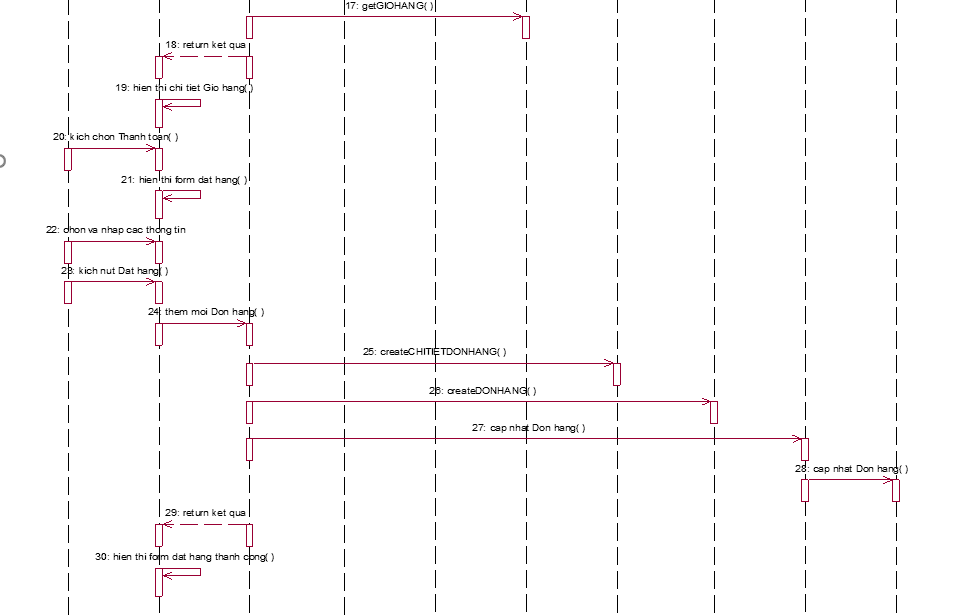 17: getGIOHANG( )
18: return ket qua
19: hien thi chi tiet Gio hang( )
20: kich chon Thanh toan( )
21: hien thi form dat hang( )
22: chon va nhap cac thong tin
23: kich nut Dat hang( )
24: them moi Don hang( )
25: createCHITIETDONHANG( )
26: createDONHANG( )
27: cap nhat Don hang( )
28: cap nhat Don hang( )
29: return ket qua
30: hien thi form dat hang thanh cong( )